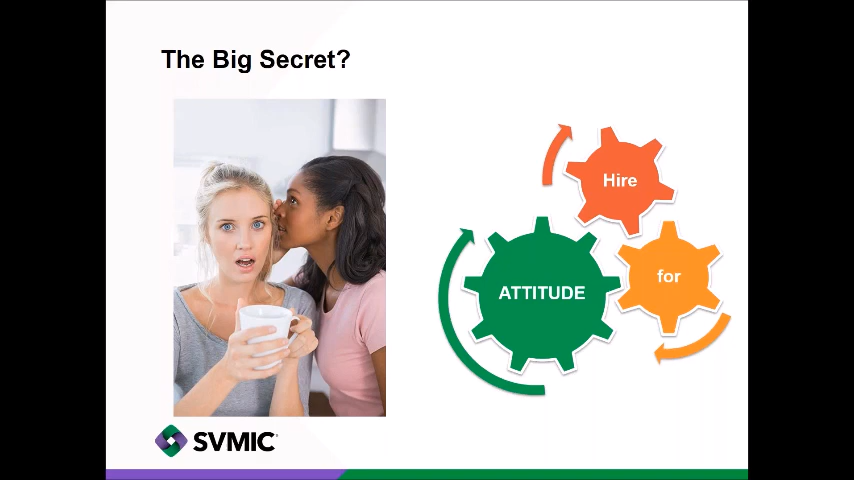 The Big Secret?
Hire
for
ATTITUDE
SVMIC